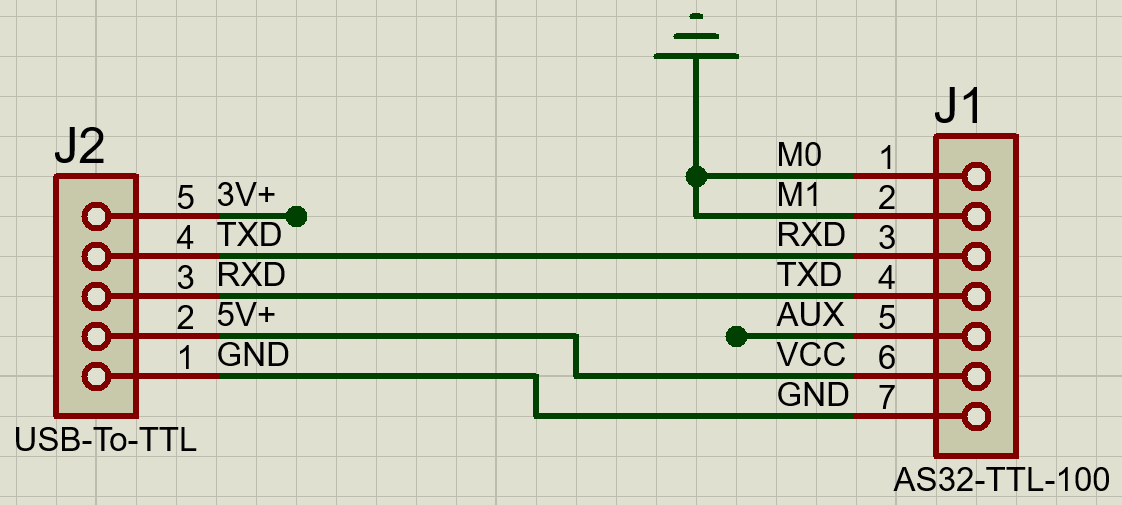 J2
5 3V+
4 TXD
3 RXD
2 5V+
1 GND
USB-To-TTL
J1
M0 1
M1 2
RXD 3
TXD 4
AUX 5
VCC 6
GND 7
AS32-TTL-100